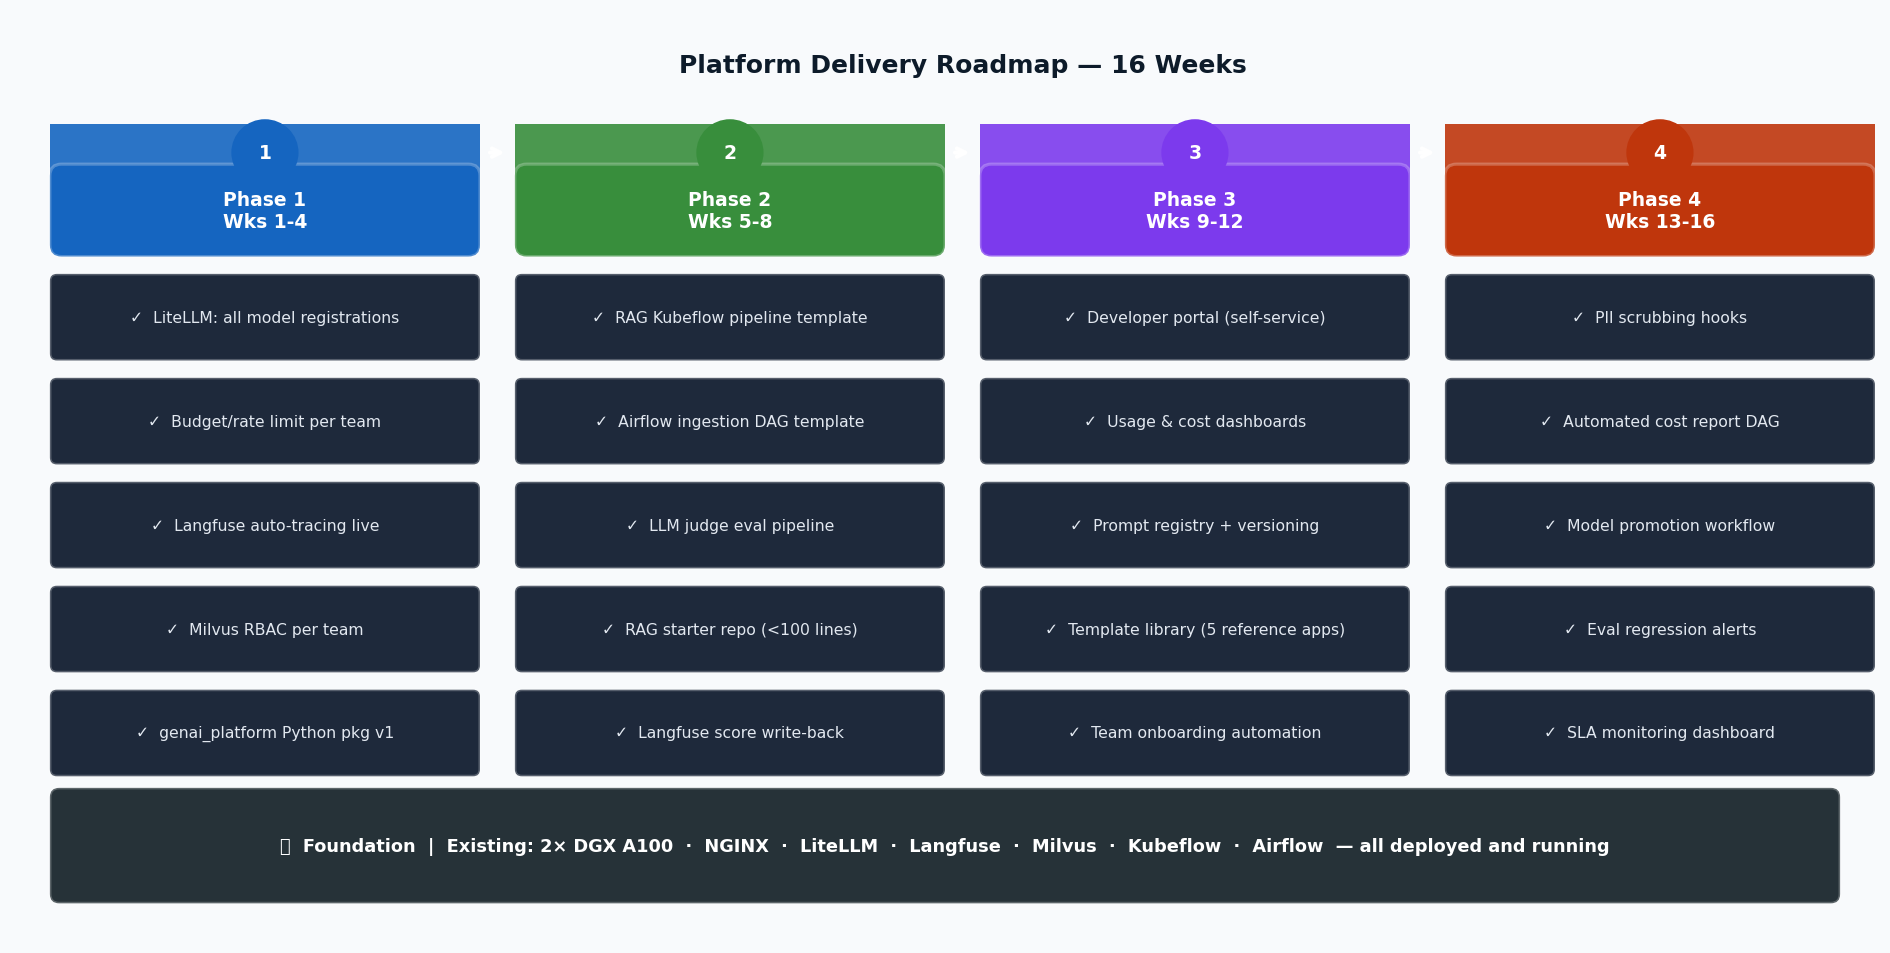 Platform Delivery Roadmap — 16 Weeks
1
Phase 1
Wks 1-4
✓ LiteLLM: all model registrations
✓ Budget/rate limit per team
✓ Langfuse auto-tracing live
✓ Milvus RBAC per team
✓ genai_platform Python pkg v1
2
Phase 2
Wks 5-8
✓ RAG Kubeflow pipeline template
✓ Airflow ingestion DAG template
✓ LLM judge eval pipeline
✓ RAG starter repo (<100 lines)
✓ Langfuse score write-back
3
Phase 3
Wks 9-12
✓ Developer portal (self-service)
✓ Usage & cost dashboards
✓ Prompt registry + versioning
✓ Template library (5 reference apps)
✓ Team onboarding automation
4
Phase 4
Wks 13-16
✓ PII scrubbing hooks
✓ Automated cost report DAG
✓ Model promotion workflow
✓ Eval regression alerts
✓ SLA monitoring dashboard
Foundation | Existing: 2× DGX A100 · NGINX · LiteLLM · Langfuse · Milvus · Kubeflow · Airflow — all deployed and running